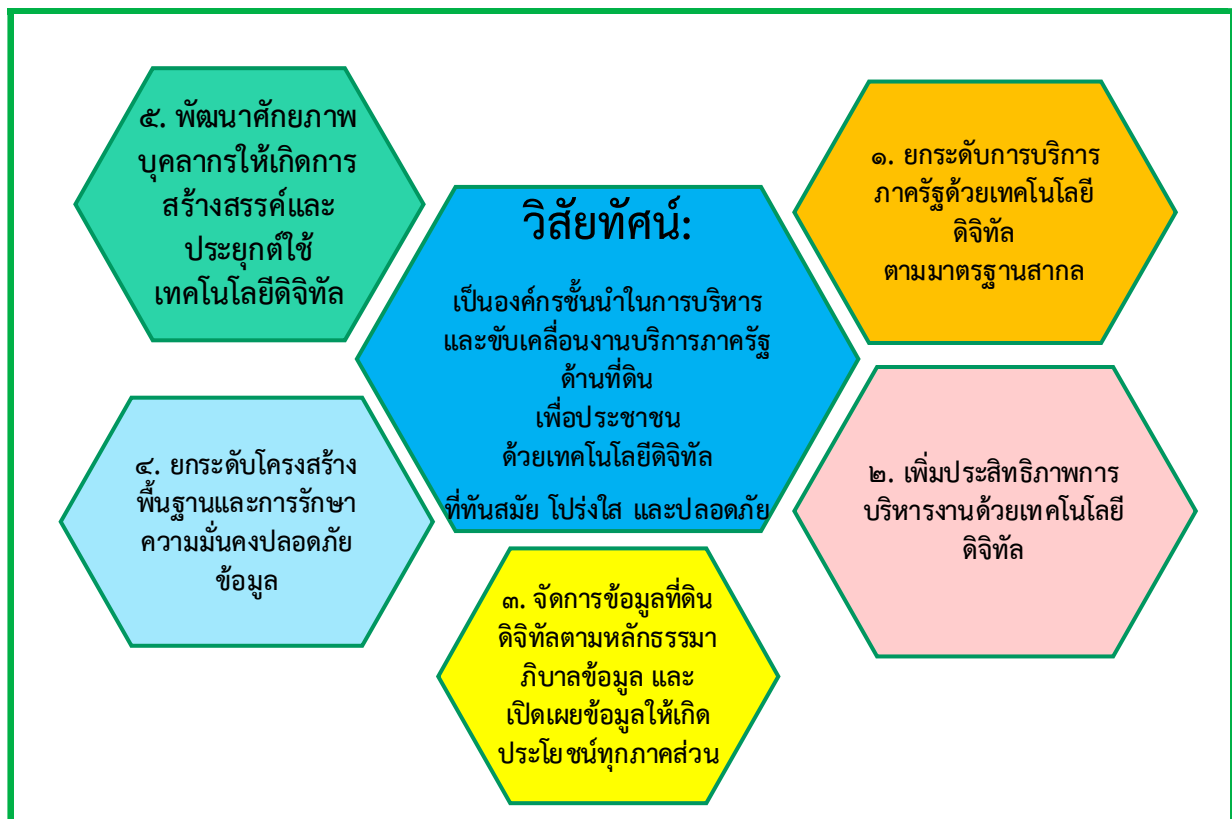 วิสัยทัศน์:
เป็นองค์กรชั้นนำในการบริหาร
และขับเคลื่อนงานบริการภาครัฐ
ด้านที่ดิน
เพื่อประชาชน
ด้วยเทคโนโลยีดิจิทัล
ที่ทันสมัย โปร่งใส และปลอดภัย
๑. ยกระดับการบริการ
ภาครัฐด้วยเทคโนโลยี
ดิจิทัล
ตามมาตรฐานสากล
๒. เพิ่มประสิทธิภาพการ
บริหารงานด้วยเทคโนโลยี
ดิจิทัล
๓. จัดการข้อมูลที่ดิน
ดิจิทัลตามหลักธรรมา
ภิบาลข้อมูล และ
เปิดเผยข้อมูลให้เกิด
ประโยชน์ทุกภาคส่วน
๔. ยกระดับโครงสร้าง
พื้นฐานและการรักษา
ความมั่นคงปลอดภัย
ข้อมูล
๕. พัฒนาศักยภาพ
บุคลากรให้เกิดการ
สร้างสรรค์และ
ประยุกต์ใช้
เทคโนโลยีดิจิทัล